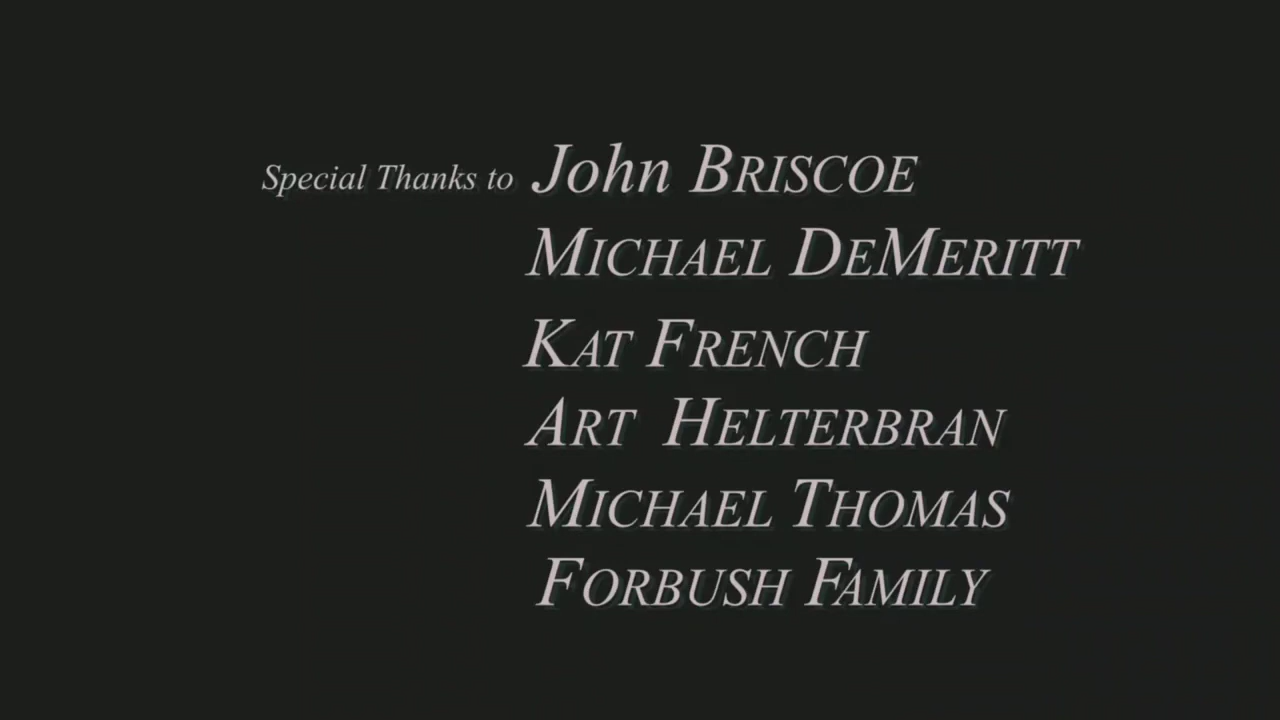 Special Thanks to John BRISCOE
MICHAEL DEMERITT
KAT FRENCH
ART HELTERBRAN
MICHAEL THOMAS
FORBUSH FAMILY